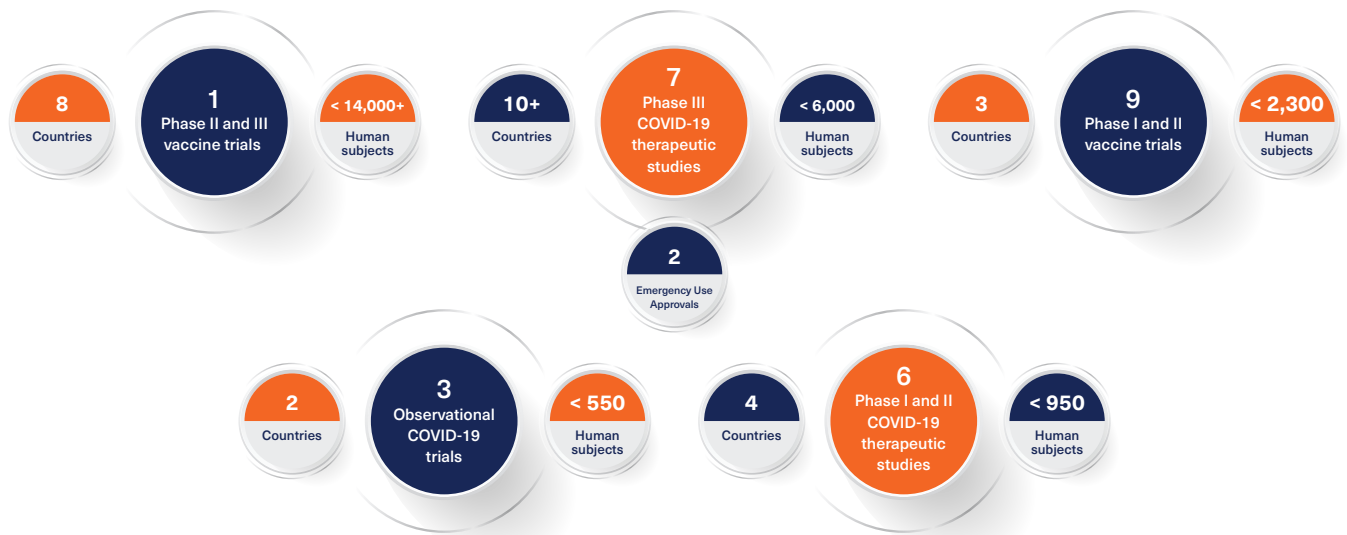 8
Countries
1
Phase II and III
vaccine trials
< 14,000+
Human
subjects
10+
Countries
7
Phase III
COVID-19
therapeutic
studies
< 6,000
Human
subjects
2
Emergency Use
Approvals
3
Countries
9
Phase I and II
vaccine trials
< 2,300
Human
subjects
2
Countries
3
Observational
COVID-19
trials
< 550
Human
subjects
4
Countries
6
Phase I and II
COVID-19
therapeutic
studies
< 950
Human
subjects